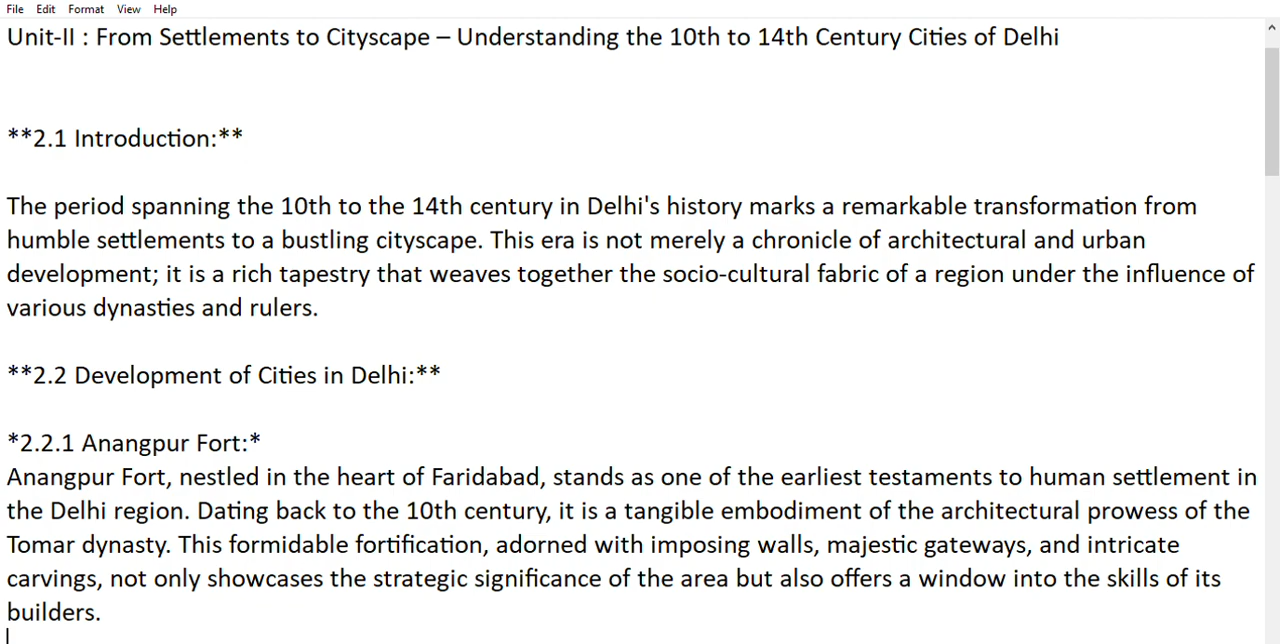 File Edit Format View Help
Unit-II : From Settlements to Cityscape – Understanding the 10th to 14th Century Cities of Delhi
**2.1 Introduction:**
The period spanning the 10th to the 14th century in Delhi's history marks a remarkable transformation from
humble settlements to a bustling cityscape. This era is not merely a chronicle of architectural and urban
development; it is a rich tapestry that weaves together the socio-cultural fabric of a region under the influence of
various dynasties and rulers.
**2.2 Development of Cities in Delhi:**
*2.2.1 Anangpur Fort:*
Anangpur Fort, nestled in the heart of Faridabad, stands as one of the earliest testaments to human settlement in
the Delhi region. Dating back to the 10th century, it is a tangible embodiment of the architectural prowess of the
Tomar dynasty. This formidable fortification, adorned with imposing walls, majestic gateways, and intricate
carvings, not only showcases the strategic significance of the area but also offers a window into the skills of its
builders.